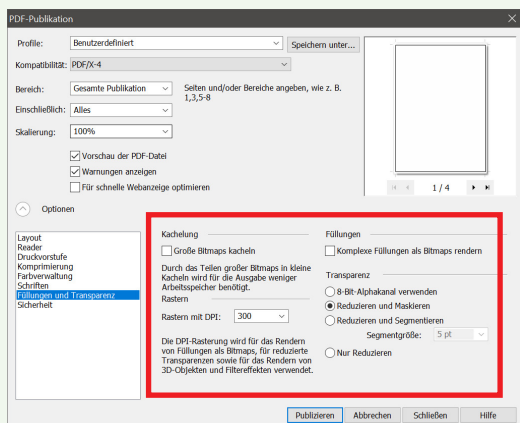 PDF-Publikation
Profile: Benutzerdefiniert Speichern unter...
Kompatibilität: PDF/X-4
Bereich: Gesamte Publikation Seiten und/oder Bereiche angeben, wie z. B.
1,3,5-8
Einschließlich: Alles
Skalierung: 100%
Vorschau der PDF-Datei
Warnungen anzeigen
Für schnelle Webanzeige optimieren
1 / 4
Optionen
Layout
Reader
Druckvorstufe
Komprimierung
Farbverwaltung
Schriften
Füllungen und Transparenz
Sicherheit
Kachelung
Große Bitmaps kacheln
Durch das Teilen großer Bitmaps in kleine
Kacheln wird für die Ausgabe weniger
Arbeitsspeicher benötigt.
Rastern
Rastern mit DPI: 300
Die DPI-Rasterung wird für das Rendern
von Füllungen als Bitmaps, für reduzierte
Transparenzen sowie für das Rendern von
3D-Objekten und Filtereffekten verwendet.
Füllungen
Komplexe Füllungen als Bitmaps rendern
Transparenz
8-Bit-Alphakanal verwenden
Reduzieren und Maskieren
Reduzieren und Segmentieren
Segmentgröße: 5 pt
Nur Reduzieren
Publizieren Abbrechen Schließen Hilfe